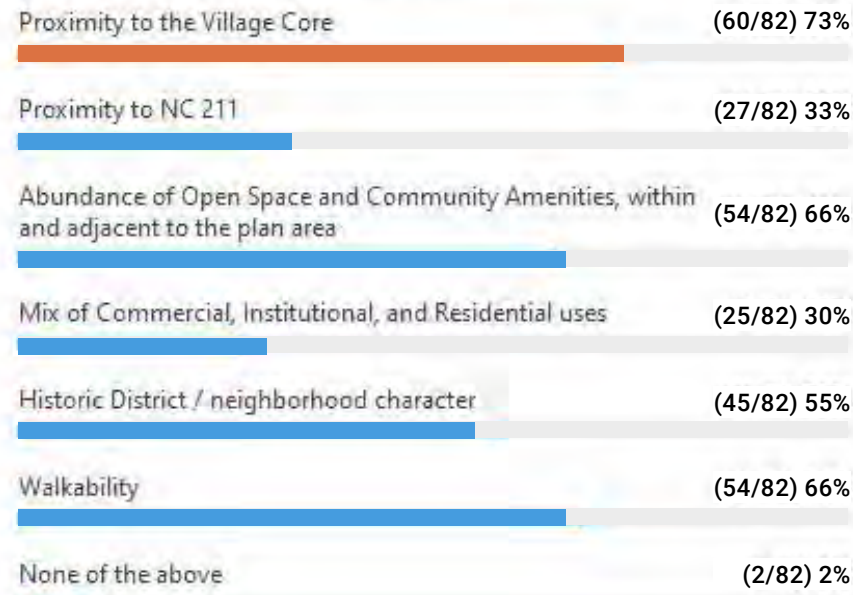 Proximity to the Village Core (60/82) 73%
Proximity to NC 211 (27/82) 33%
Abundance of Open Space and Community Amenities, within
and adjacent to the plan area (54/82) 66%
Mix of Commercial, Institutional, and Residential uses (25/82) 30%
Historic District / neighborhood character (45/82) 55%
Walkability (54/82) 66%
None of the above (2/82) 2%